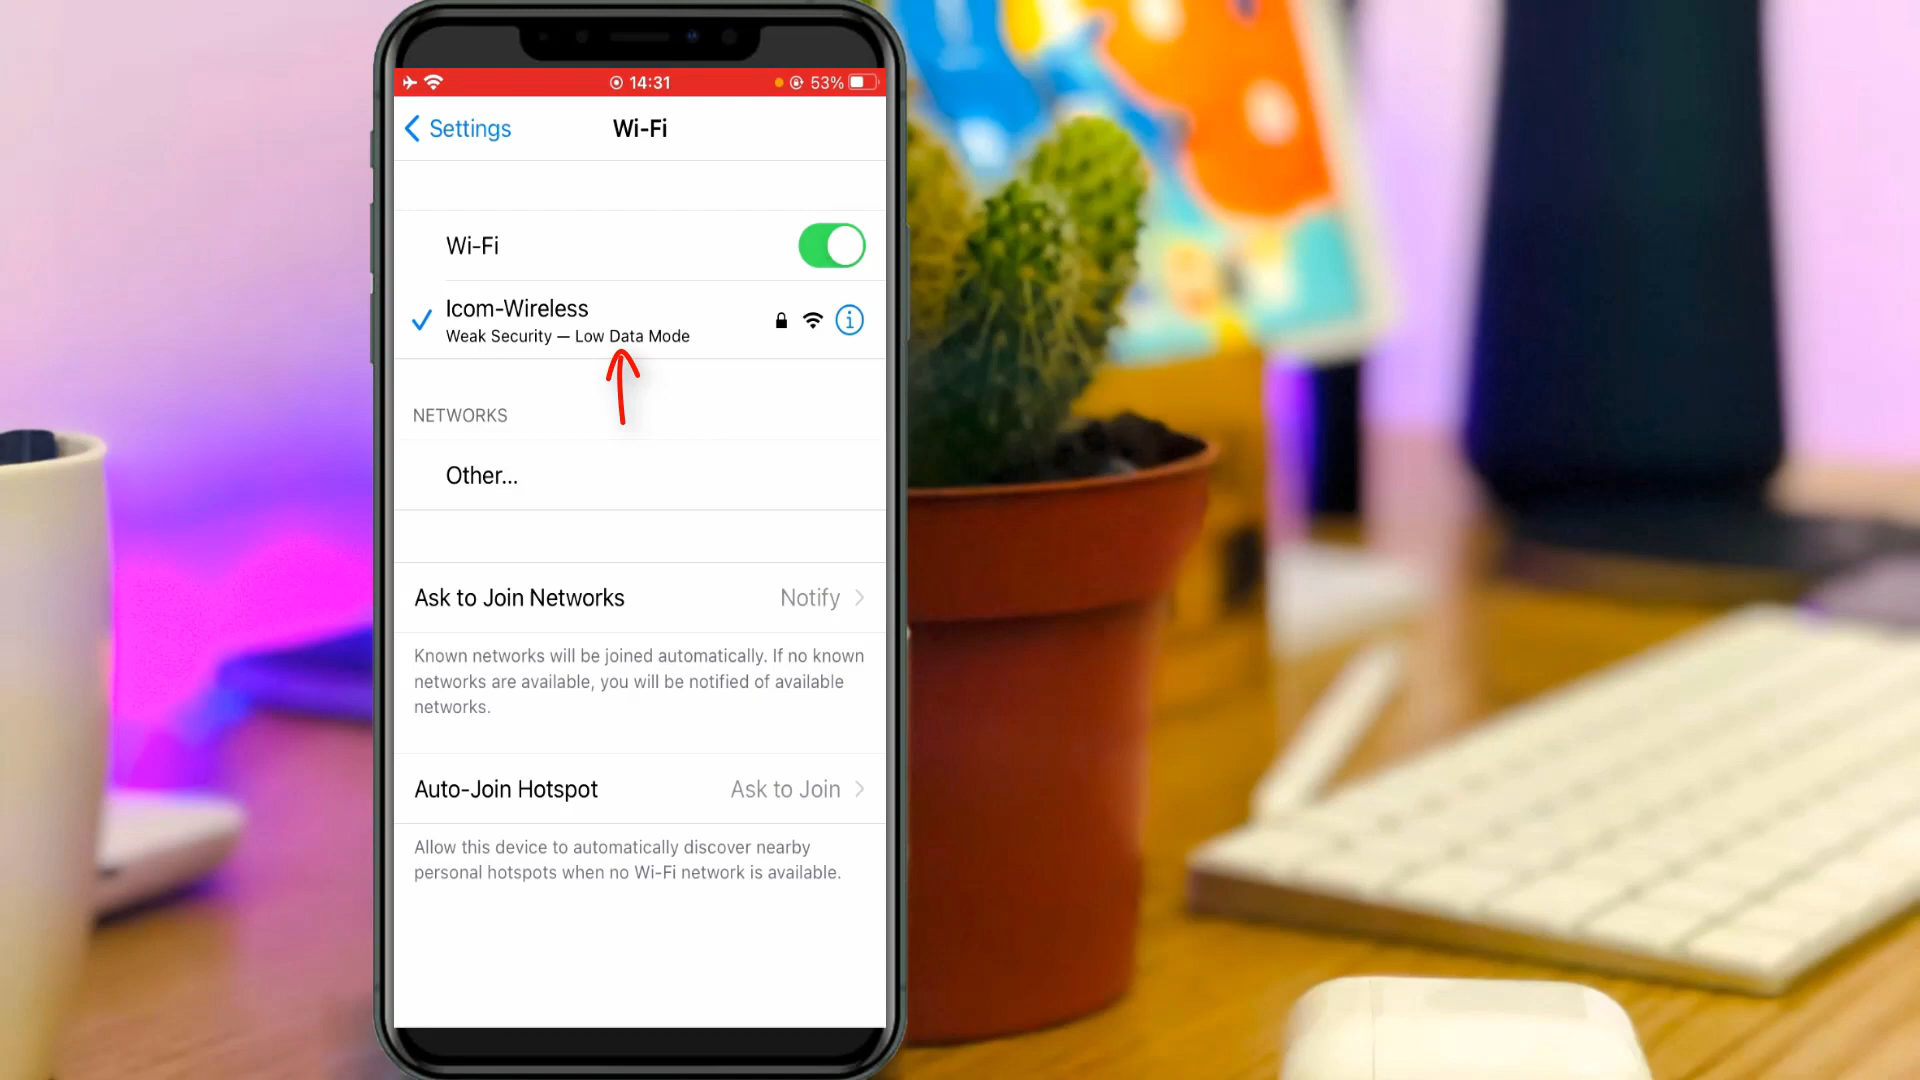 14:31
53%
Settings
Wi-Fi
Wi-Fi
Icom-Wireless
Weak Security — Low Data Mode
NETWORKS
Other...
Ask to Join Networks
Notify
Known networks will be joined automatically. If no known
networks are available, you will be notified of available
networks.
Auto-Join Hotspot
Ask to Join
Allow this device to automatically discover nearby
personal hotspots when no Wi-Fi network is available.